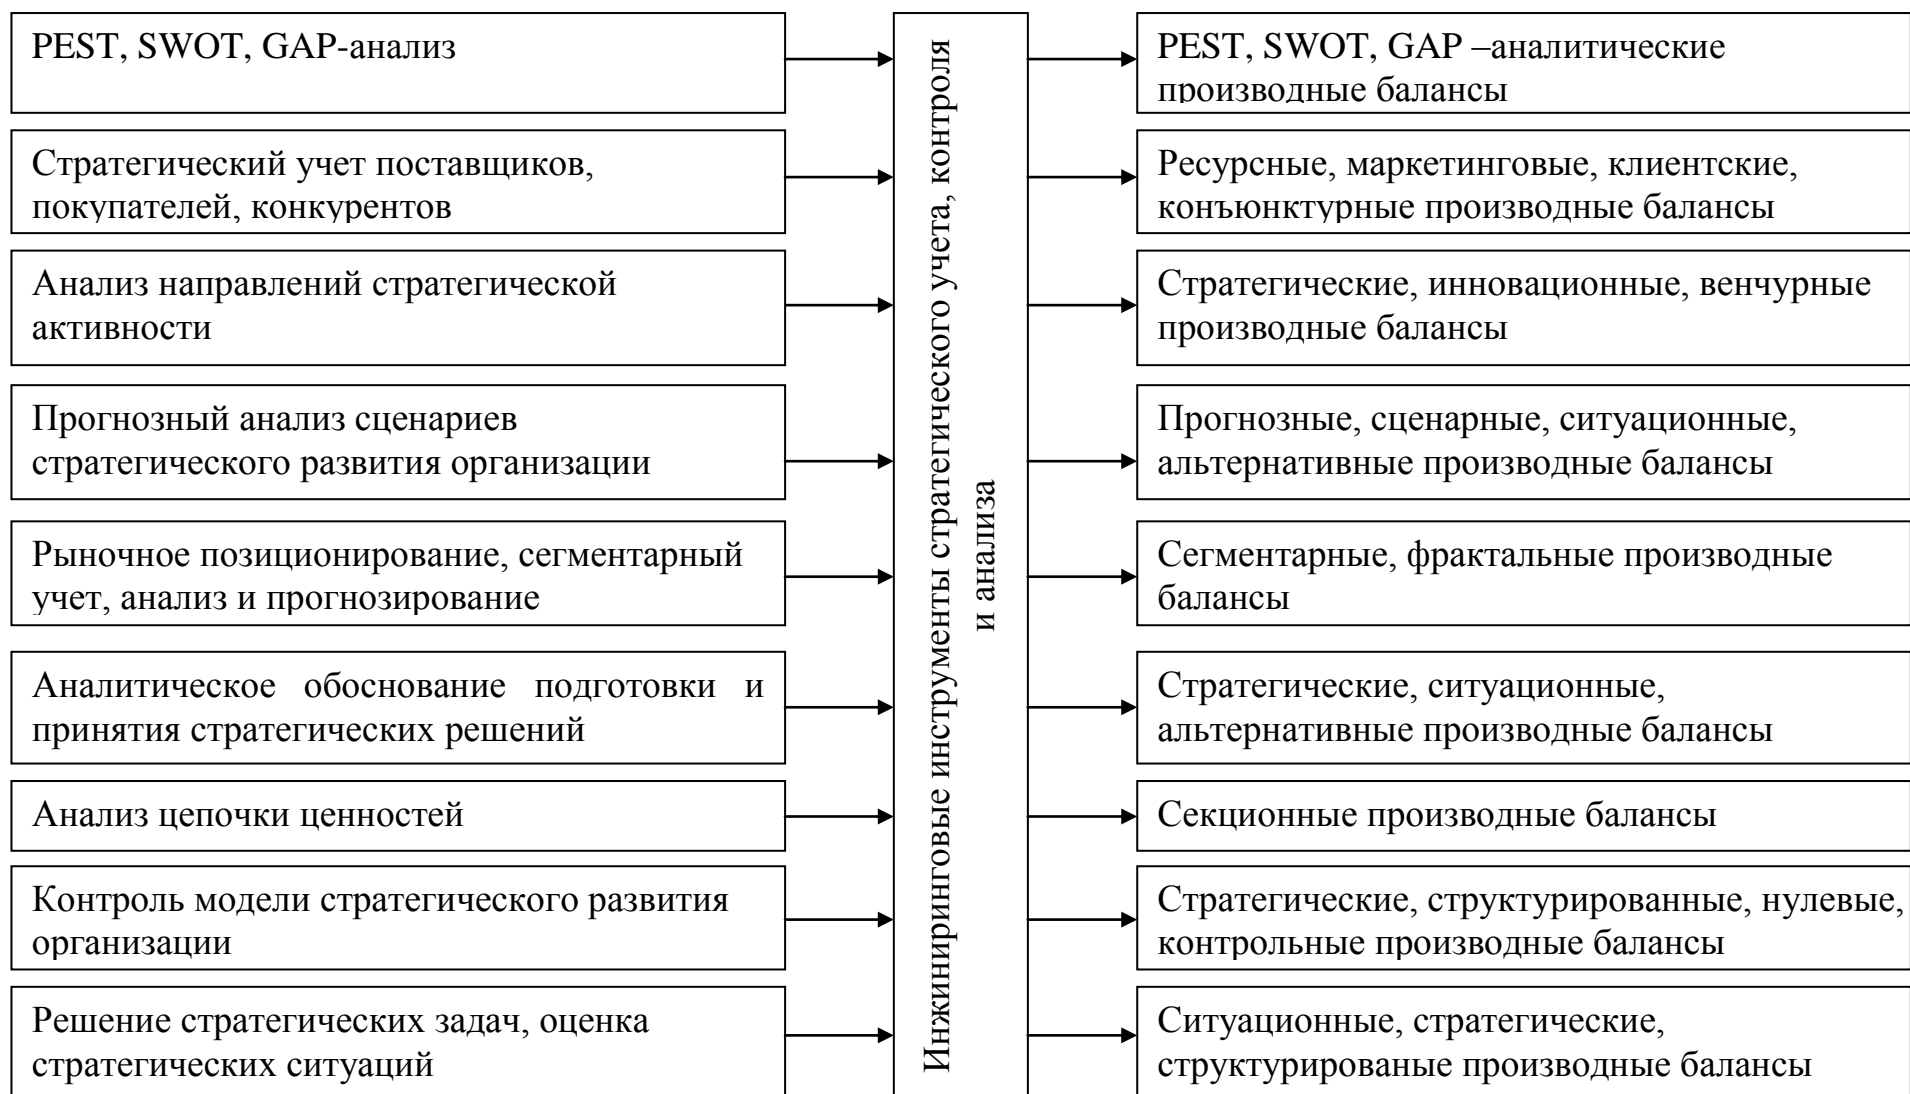 PEST, SWOT, GAP-анализ
PEST, SWOT, GAP –аналитические
производные балансы
Стратегический учет поставщиков,
покупателей, конкурентов
Ресурсные, маркетинговые, клиентские,
конъюнктурные производные балансы
Анализ направлений стратегической
активности
Стратегические, инновационные, венчурные
производные балансы
Прогнозный анализ сценариев
стратегического развития организации
Прогнозные, сценарные, ситуационные,
альтернативные производные балансы
Рыночное позиционирование, сегментарный
учет, анализ и прогнозирование
Сегментарные, фрактальные производные
балансы
Аналитическое обоснование подготовки и
принятия стратегических решений
Стратегические, ситуационные,
альтернативные производные балансы
Анализ цепочки ценностей
Секционные производные балансы
Контроль модели стратегического развития
организации
Стратегические, структурированные, нулевые,
контрольные производные балансы
Решение стратегических задач, оценка
стратегических ситуаций
Ситуационные, стратегические,
структурированые производные балансы
Инжиниринговые инструменты стратегического учета, контроля
и анализа